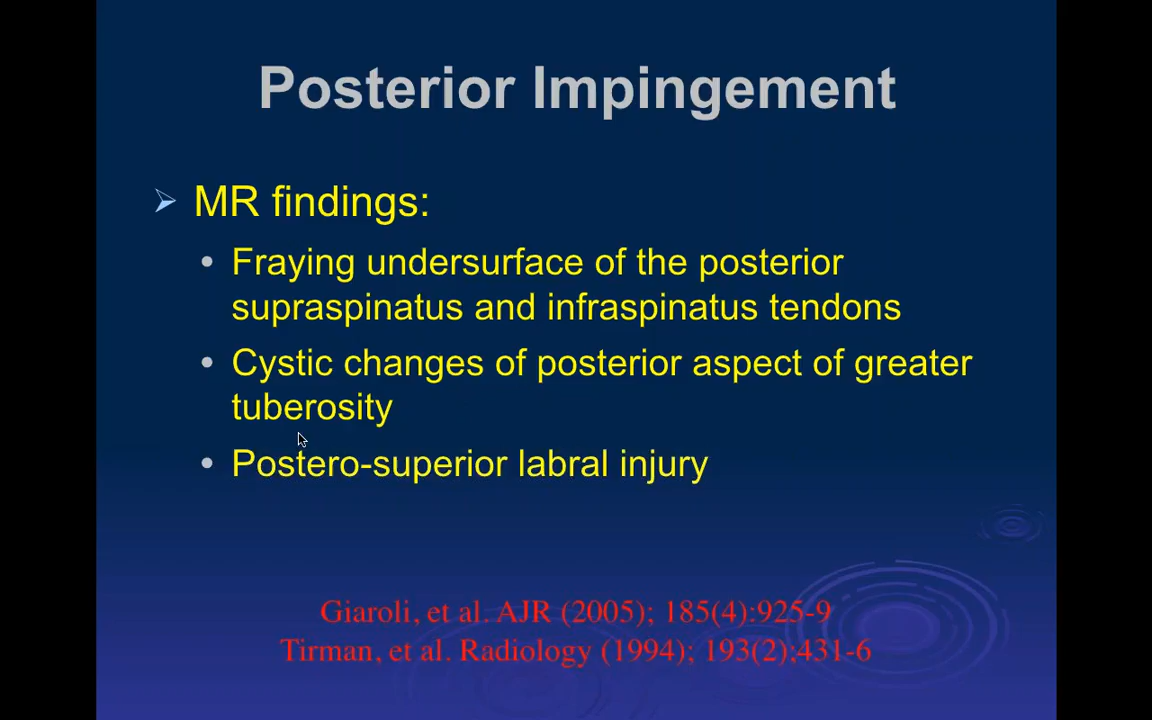 Posterior Impingement
MR findings:
Fraying undersurface of the posterior
supraspinatus and infraspinatus tendons
Cystic changes of posterior aspect of greater
tuberosity
Postero-superior labral injury
Giaroli, et al. AJR (2005); 185(4):925-9
Tirman, et al. Radiology (1994); 193(2);431-6